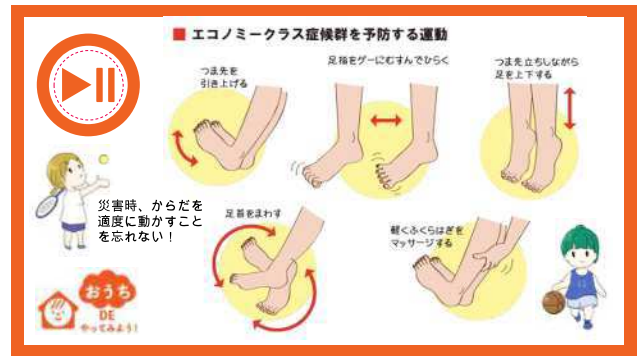 ■ エコノミークラス症候群を予防する運動
つま先を
引き上げる
足指をグーにむすんでひらく
つま先立ちしながら
足を上下する
災害時、からだを
適度に動かすこと
を忘れない！
足首をまわす
軽くふくらはぎを
マッサージする
おうち
DE
やってみよう!